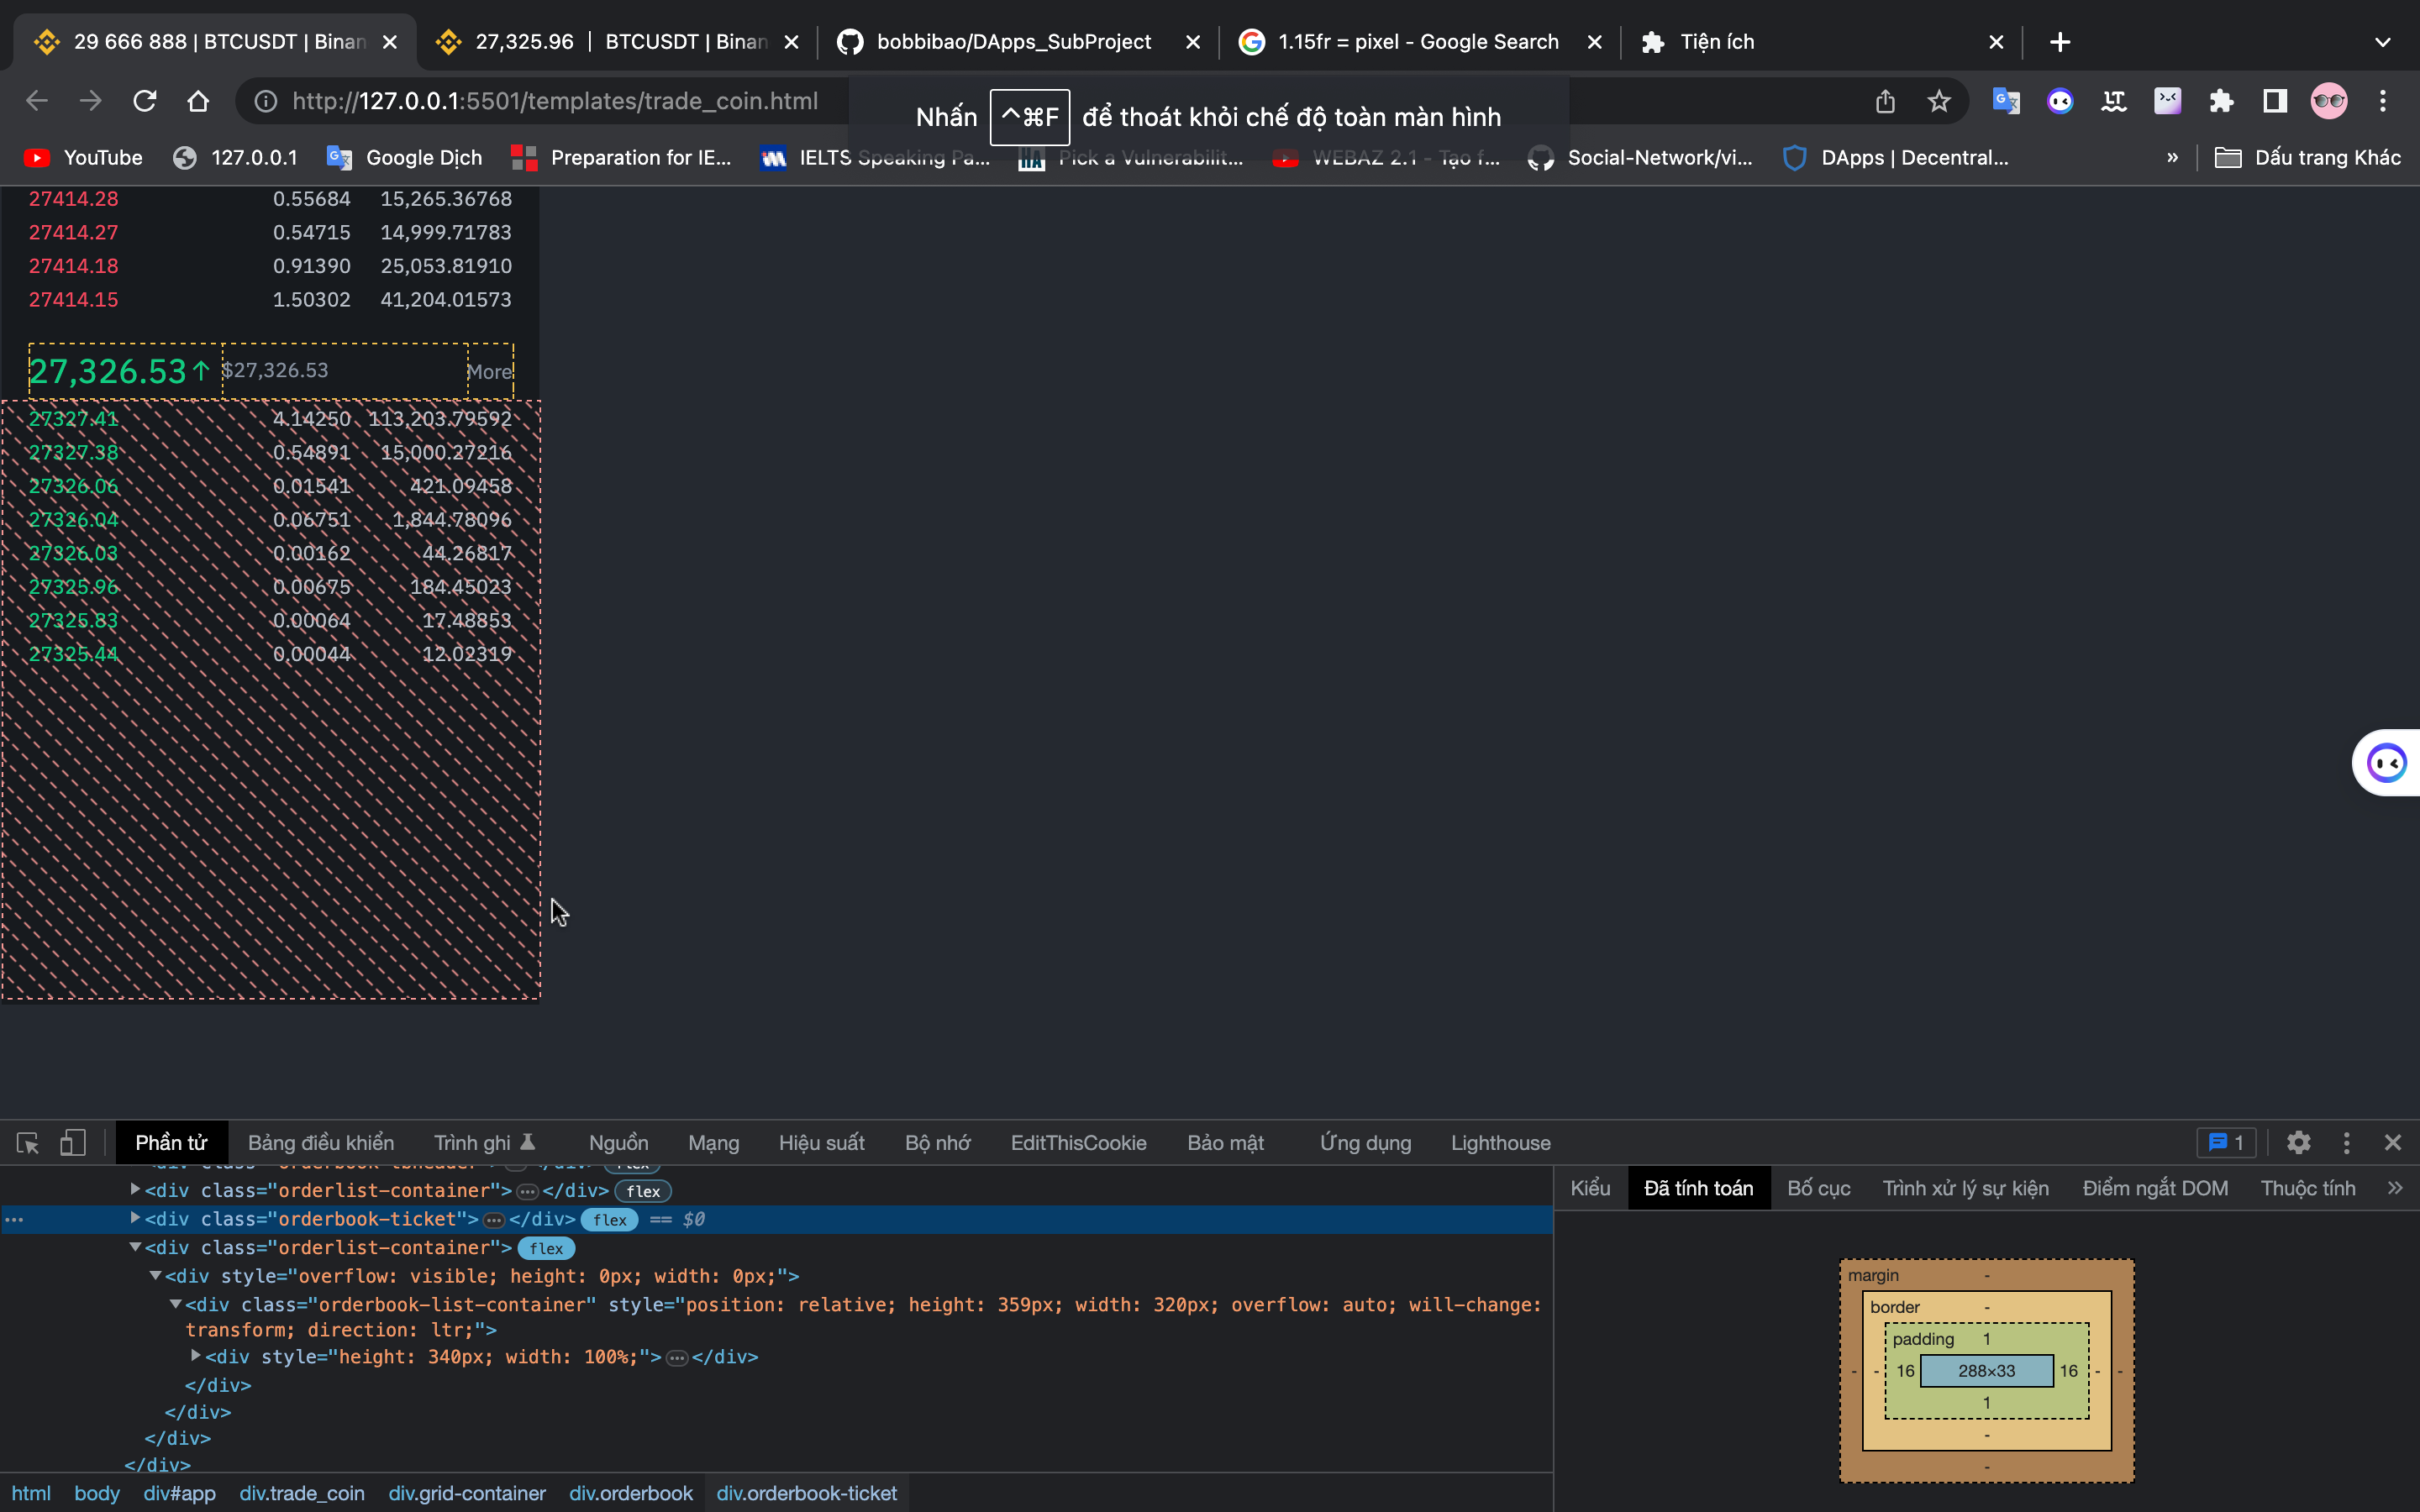 29 666 888 | BTCUSDT | Binan
27,325.96 | BTCUSDT | Binan
bobbibao/DApps_SubProject
1.15fr = pixel - Google Search
Tiện ích
http://127.0.0.1:5501/templates/trade_coin.html
Nhấn ^⌘F để thoát khỏi chế độ toàn màn hình
YouTube
127.0.0.1
Google Dịch
Preparation for IE...
IELTS Speaking Pa...
Pick a Vulnerabilit...
WEBAZ 2.1 - Tạo f...
Social-Network/vi...
DApps | Decentral...
»
Dấu trang Khác
27414.28 0.55684 15,265.36768
27414.27 0.54715 14,999.71783
27414.18 0.91390 25,053.81910
27414.15 1.50302 41,204.01573
27,326.53↑ $27,326.53 More
27327.41 4.14250 113,203.79592
27327.38 0.54891 15,000.27216
27326.06 0.01541 421.09458
27326.04 0.06751 1,844.78096
27326.03 0.00162 44.26817
27325.96 0.00675 184.45023
27325.83 0.00064 17.48853
27325.44 0.00044 12.02319
Phần tử Bảng điều khiển Trình ghi Nguồn Mạng Hiệu suất Bộ nhớ EditThisCookie Bảo mật Ứng dụng Lighthouse 1
<div class="orderbook-tbheader">…</div> flex
<div class="orderlist-container">…</div> flex
<div class="orderbook-ticket">…</div> flex == $0
<div class="orderlist-container"> flex
<div style="overflow: visible; height: 0px; width: 0px;">
<div class="orderbook-list-container" style="position: relative; height: 359px; width: 320px; overflow: auto; will-change:
transform; direction: ltr;">
<div style="height: 340px; width: 100%;">…</div>
</div>
</div>
</div>
</div>
html body div#app div.trade_coin div.grid-container div.orderbook div.orderbook-ticket
Kiểu Đã tính toán Bố cục Trình xử lý sự kiện Điểm ngắt DOM Thuộc tính »
margin -
border -
padding 1
- - 16 288×33 16 - -
1
-
-